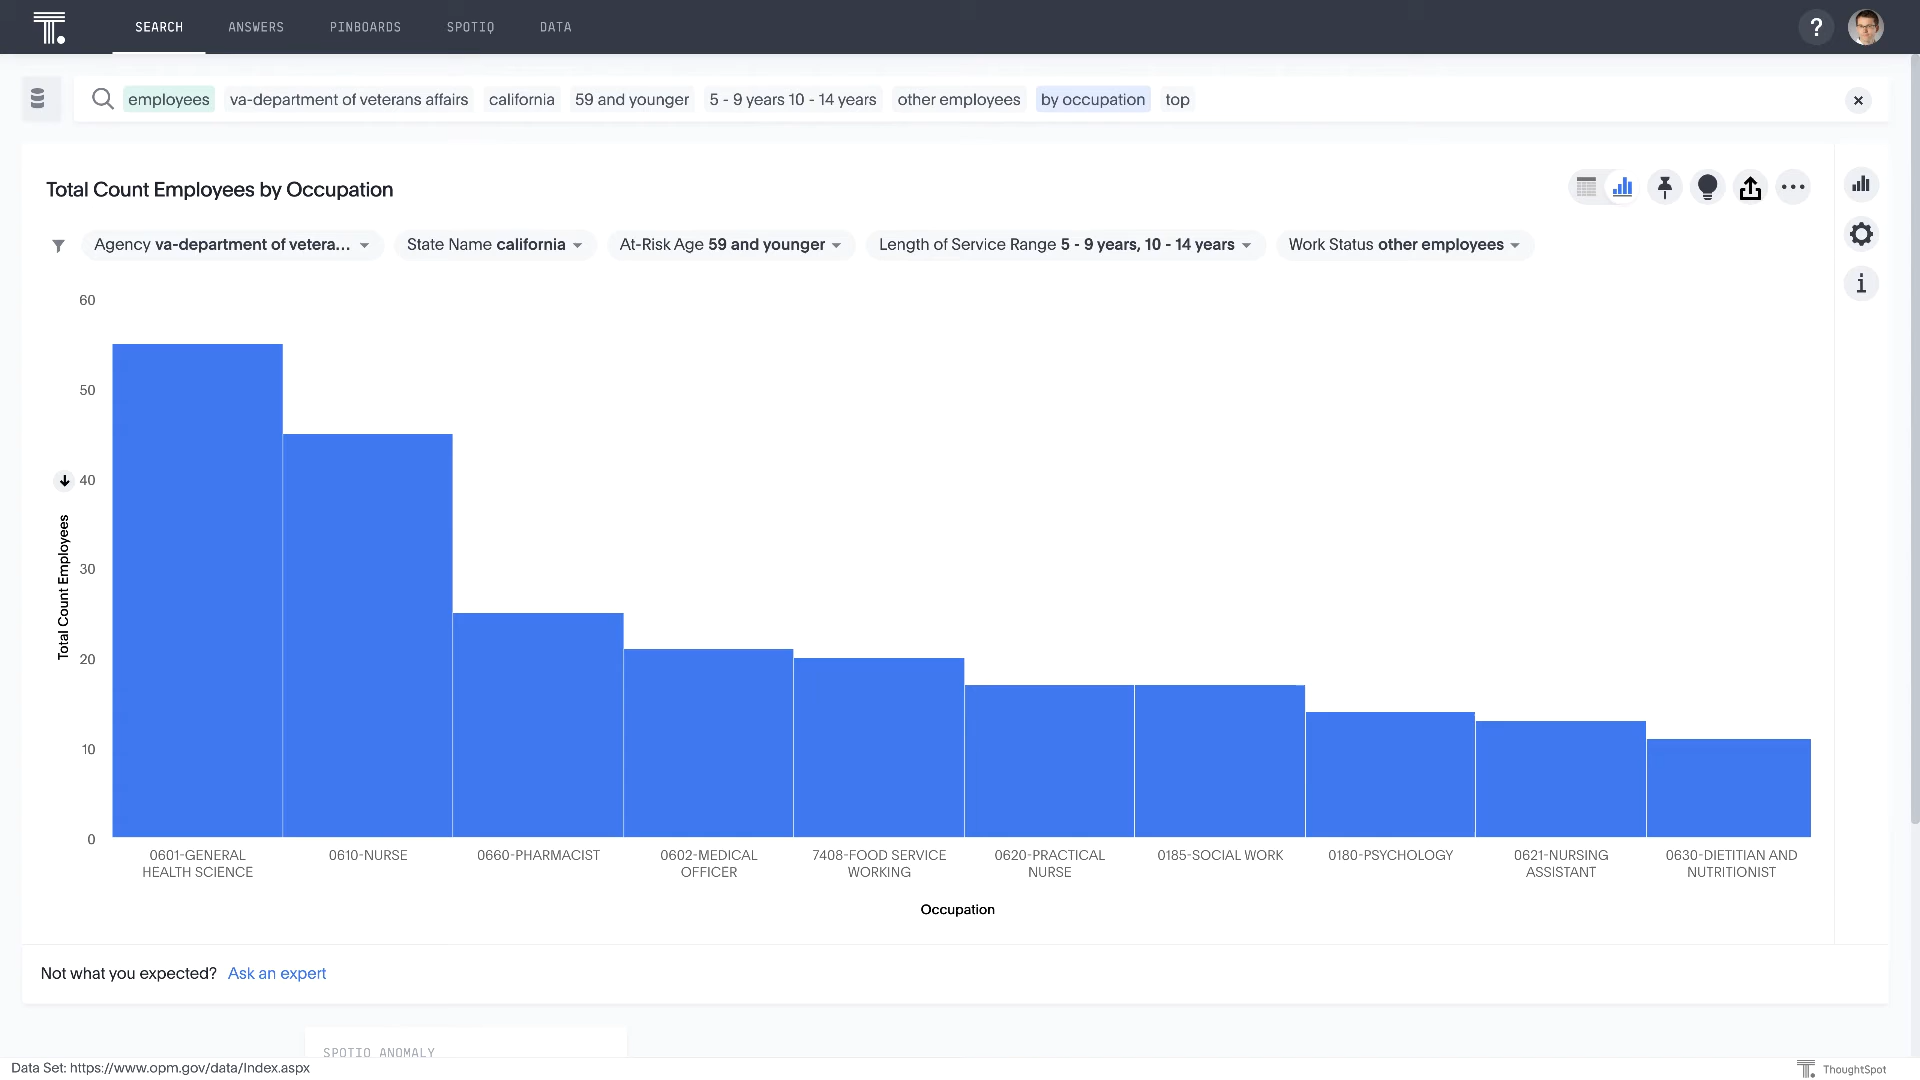 SEARCH ANSWERS PINBOARDS SPOTIQ DATA ?
employees va-department of veterans affairs california 59 and younger 5 - 9 years 10 - 14 years other employees by occupation top
Total Count Employees by Occupation
Agency va-department of vetera... State Name california At-Risk Age 59 and younger Length of Service Range 5 - 9 years, 10 - 14 years Work Status other employees
60
50
40
30
20
10
0
Total Count Employees
0601-GENERAL HEALTH SCIENCE
0610-NURSE
0660-PHARMACIST
0602-MEDICAL OFFICER
7408-FOOD SERVICE WORKING
0620-PRACTICAL NURSE
0185-SOCIAL WORK
0180-PSYCHOLOGY
0621-NURSING ASSISTANT
0630-DIETITIAN AND NUTRITIONIST
Occupation
Not what you expected? Ask an expert
SPOTIQ ANOMALY
Data Set: https://www.opm.gov/data/Index.aspx
ThoughtSpot